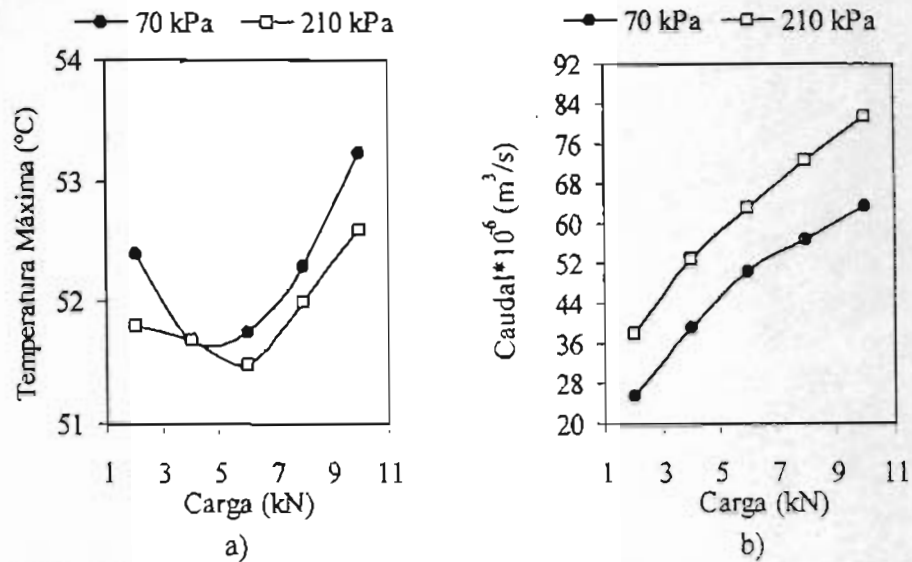 70 kPa 210 kPa
Temperatura Máxima (°C)
54
53
52
51
1 3 5 7 9 11
Carga (kN)
a)
70 kPa 210 kPa
Caudal*10⁻⁶ (m³/s)
92
84
76
68
60
52
44
36
28
20
1 3 5 7 9 11
Carga (kN)
b)